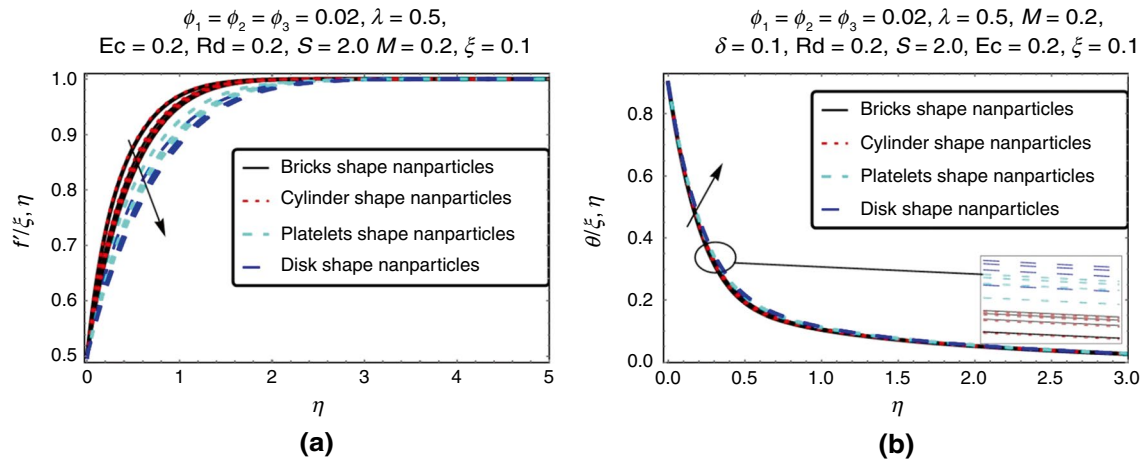 ϕ₁ = ϕ₂ = ϕ₃ = 0.02, λ = 0.5,
Ec = 0.2, Rd = 0.2, S = 2.0 M = 0.2, ξ = 0.1
1.0
0.9
0.8
0.7
0.6
0.5
f′/ξ, η
Bricks shape nanparticles
Cylinder shape nanparticles
Platelets shape nanparticles
Disk shape nanparticles
0 1 2 3 4 5
η
(a)
ϕ₁ = ϕ₂ = ϕ₃ = 0.02, λ = 0.5, M = 0.2,
δ = 0.1, Rd = 0.2, S = 2.0, Ec = 0.2, ξ = 0.1
0.8
0.6
0.4
0.2
0.0
θ/ξ, η
Bricks shape nanparticles
Cylinder shape nanparticles
Platelets shape nanparticles
Disk shape nanparticles
0.0 0.5 1.0 1.5 2.0 2.5 3.0
η
(b)